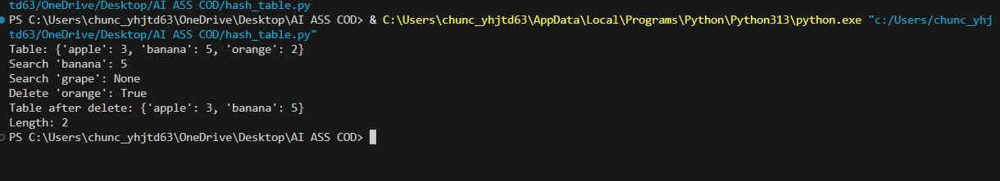 td63/OneDrive/Desktop/AI ASS COD/hash_table.py
PS C:\Users\chunc_yhjtd63\OneDrive\Desktop\AI ASS COD> & C:\Users\chunc_yhjtd63\AppData\Local\Programs\Python\Python313\python.exe "c:/Users/chunc_yhj
td63/OneDrive/Desktop/AI ASS COD/hash_table.py"
Table: {'apple': 3, 'banana': 5, 'orange': 2}
Search 'banana': 5
Search 'grape': None
Delete 'orange': True
Table after delete: {'apple': 3, 'banana': 5}
Length: 2
PS C:\Users\chunc_yhjtd63\OneDrive\Desktop\AI ASS COD>